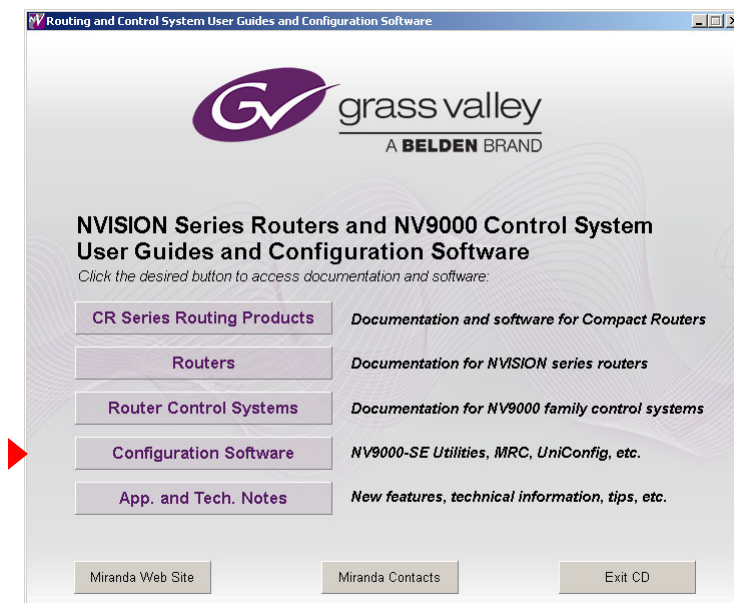 Routing and Control System User Guides and Configuration Software
GV
grass valley
A BELDEN BRAND
NVISION Series Routers and NV9000 Control System
User Guides and Configuration Software
Click the desired button to access documentation and software:
CR Series Routing Products Documentation and software for Compact Routers
Routers Documentation for NVISION series routers
Router Control Systems Documentation for NV9000 family control systems
Configuration Software NV9000-SE Utilities, MRC, UniConfig, etc.
App. and Tech. Notes New features, technical information, tips, etc.
Miranda Web Site Miranda Contacts Exit CD